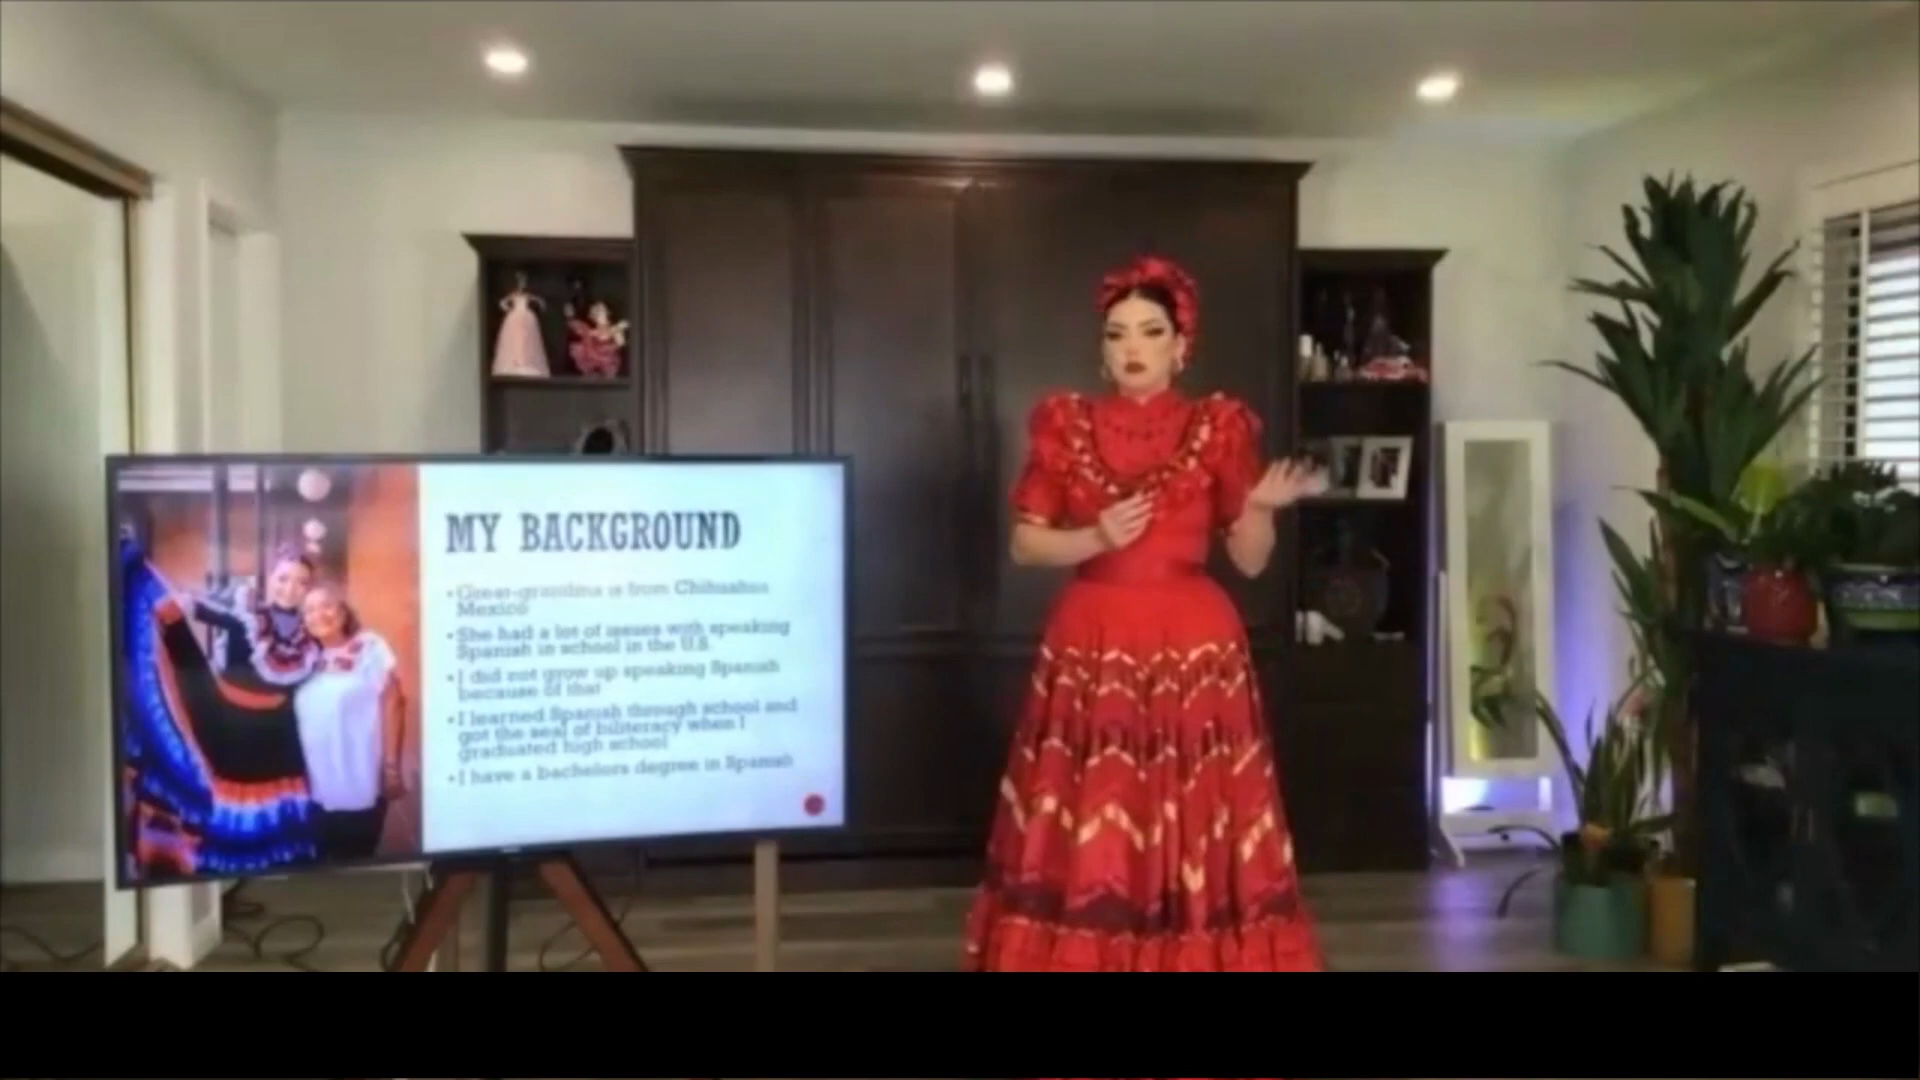 MY BACKGROUND
• Great-grandma is from Chihuahua
Mexico
• She had a lot of issues with speaking
Spanish in school in the U.S.
• I did not grow up speaking Spanish
because of that
• I learned Spanish through school and
got the seal of biliteracy when I
graduated high school
• I have a bachelors degree in Spanish